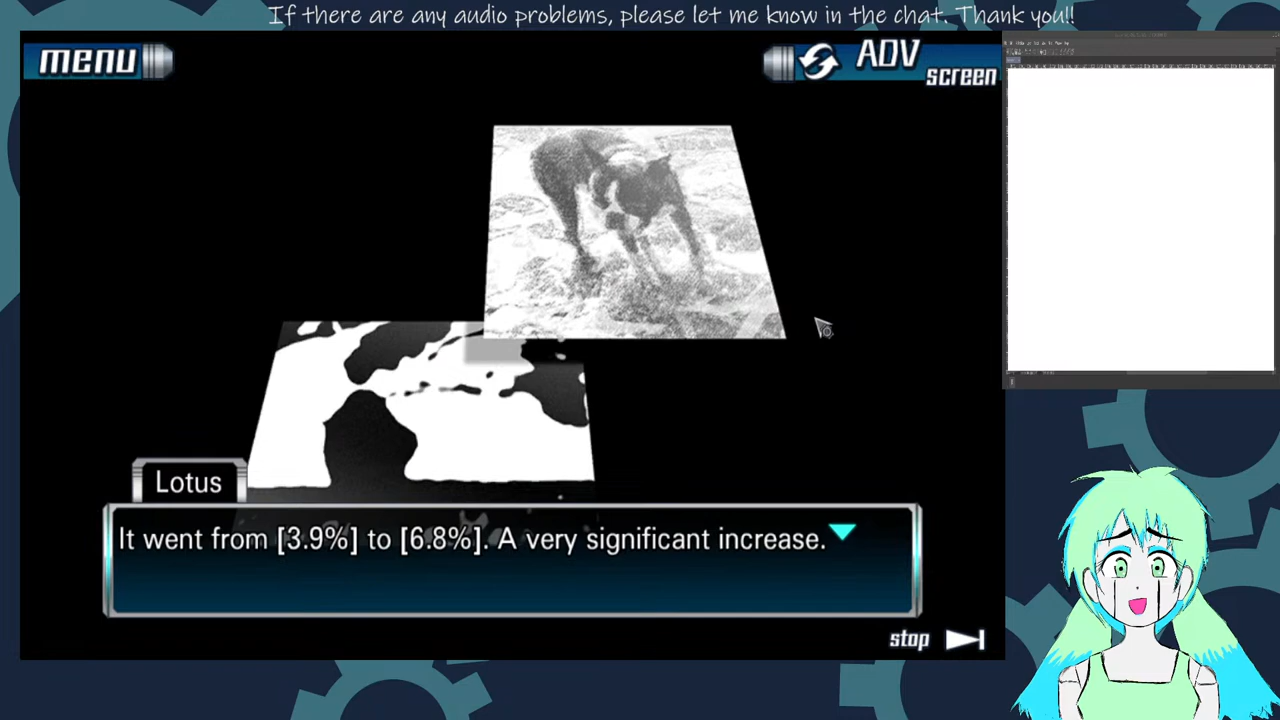 If there are any audio problems, please let me know in the chat. Thank you!!
menu
ADV
screen
Lotus
It went from [3.9%] to [6.8%]. A very significant increase.
stop